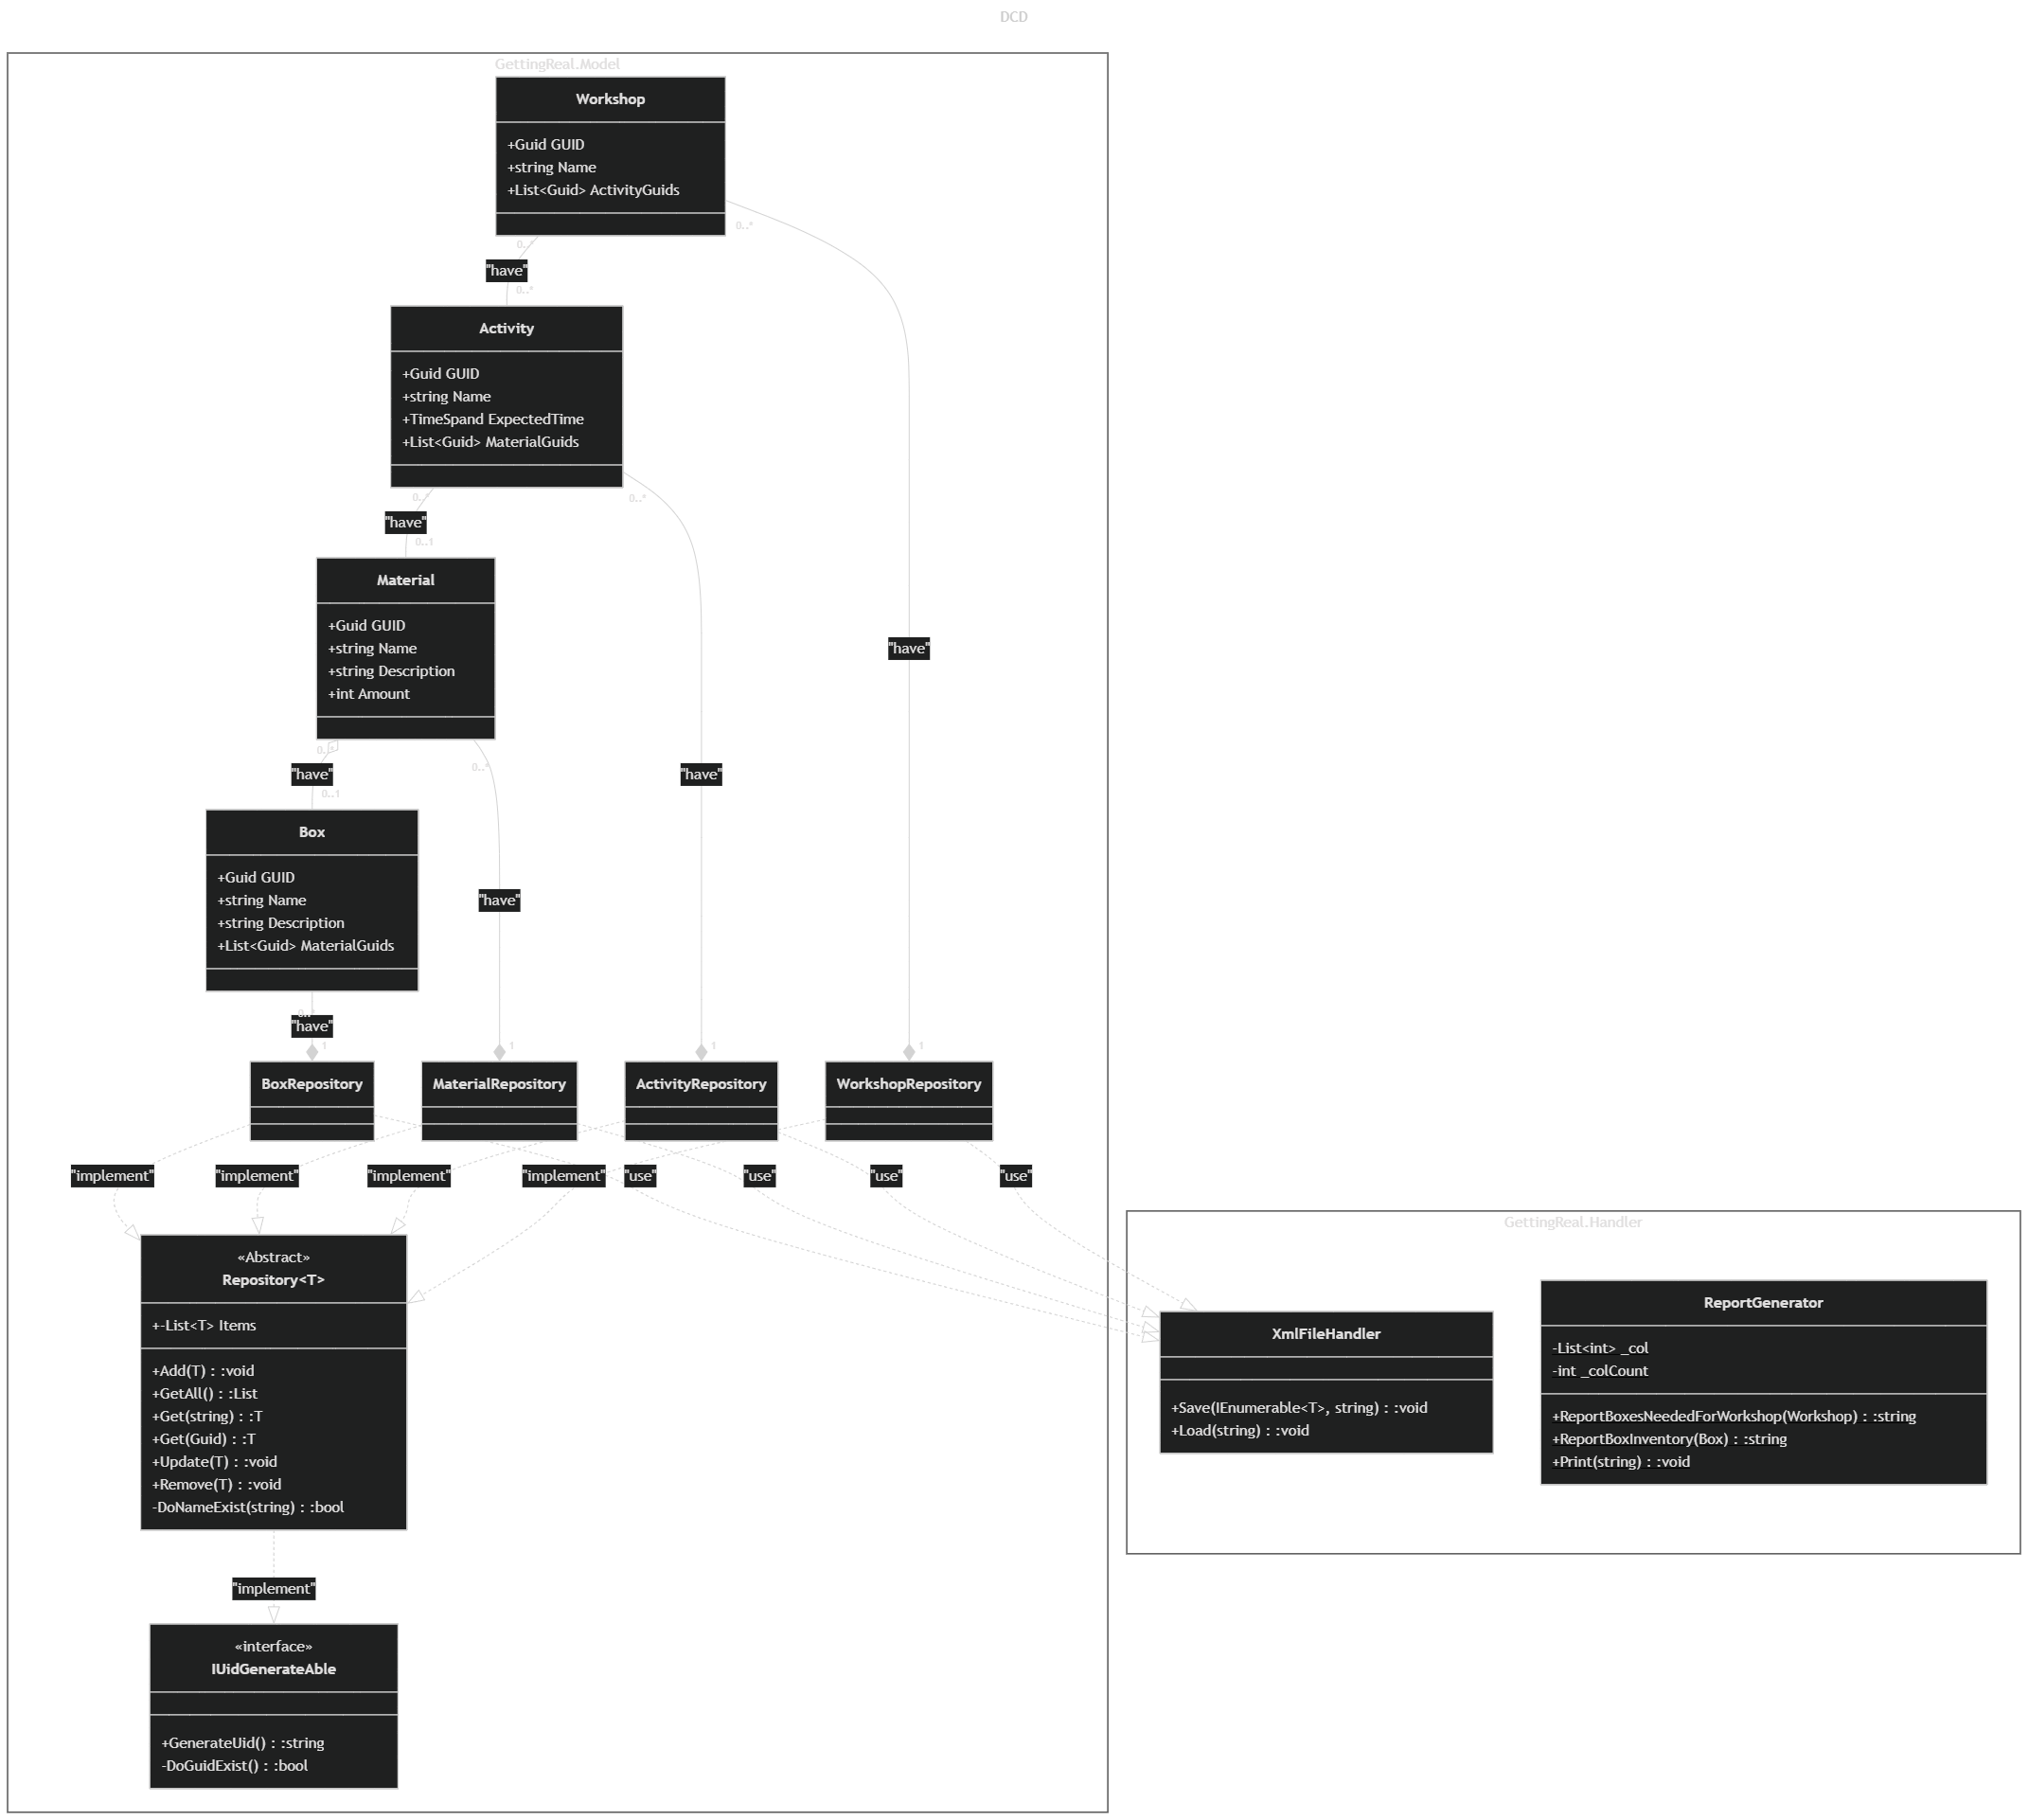 DCD
GettingReal.Model
Workshop
+Guid GUID
+string Name
+List<Guid> ActivityGuids
0..*
0..*
"have"
0..*
Activity
+Guid GUID
+string Name
+TimeSpand ExpectedTime
+List<Guid> MaterialGuids
0..*
0..*
"have"
0..1
Material
+Guid GUID
+string Name
+string Description
+int Amount
"have"
0..*
0..*
"have"
0..1
"have"
Box
+Guid GUID
+string Name
+string Description
+List<Guid> MaterialGuids
"have"
"have"
1
1
1
1
BoxRepository
MaterialRepository
ActivityRepository
WorkshopRepository
"implement"
"implement"
"implement"
"implement"
"use"
"use"
"use"
"use"
«Abstract»
Repository<T>
+-List<T> Items
+Add(T) : :void
+GetAll() : :List
+Get(string) : :T
+Get(Guid) : :T
+Update(T) : :void
+Remove(T) : :void
-DoNameExist(string) : :bool
"implement"
«interface»
IUidGenerateAble
+GenerateUid() : :string
-DoGuidExist() : :bool
GettingReal.Handler
XmlFileHandler
+Save(IEnumerable<T>, string) : :void
+Load(string) : :void
ReportGenerator
-List<int> _col
-int _colCount
+ReportBoxesNeededForWorkshop(Workshop) : :string
+ReportBoxInventory(Box) : :string
+Print(string) : :void